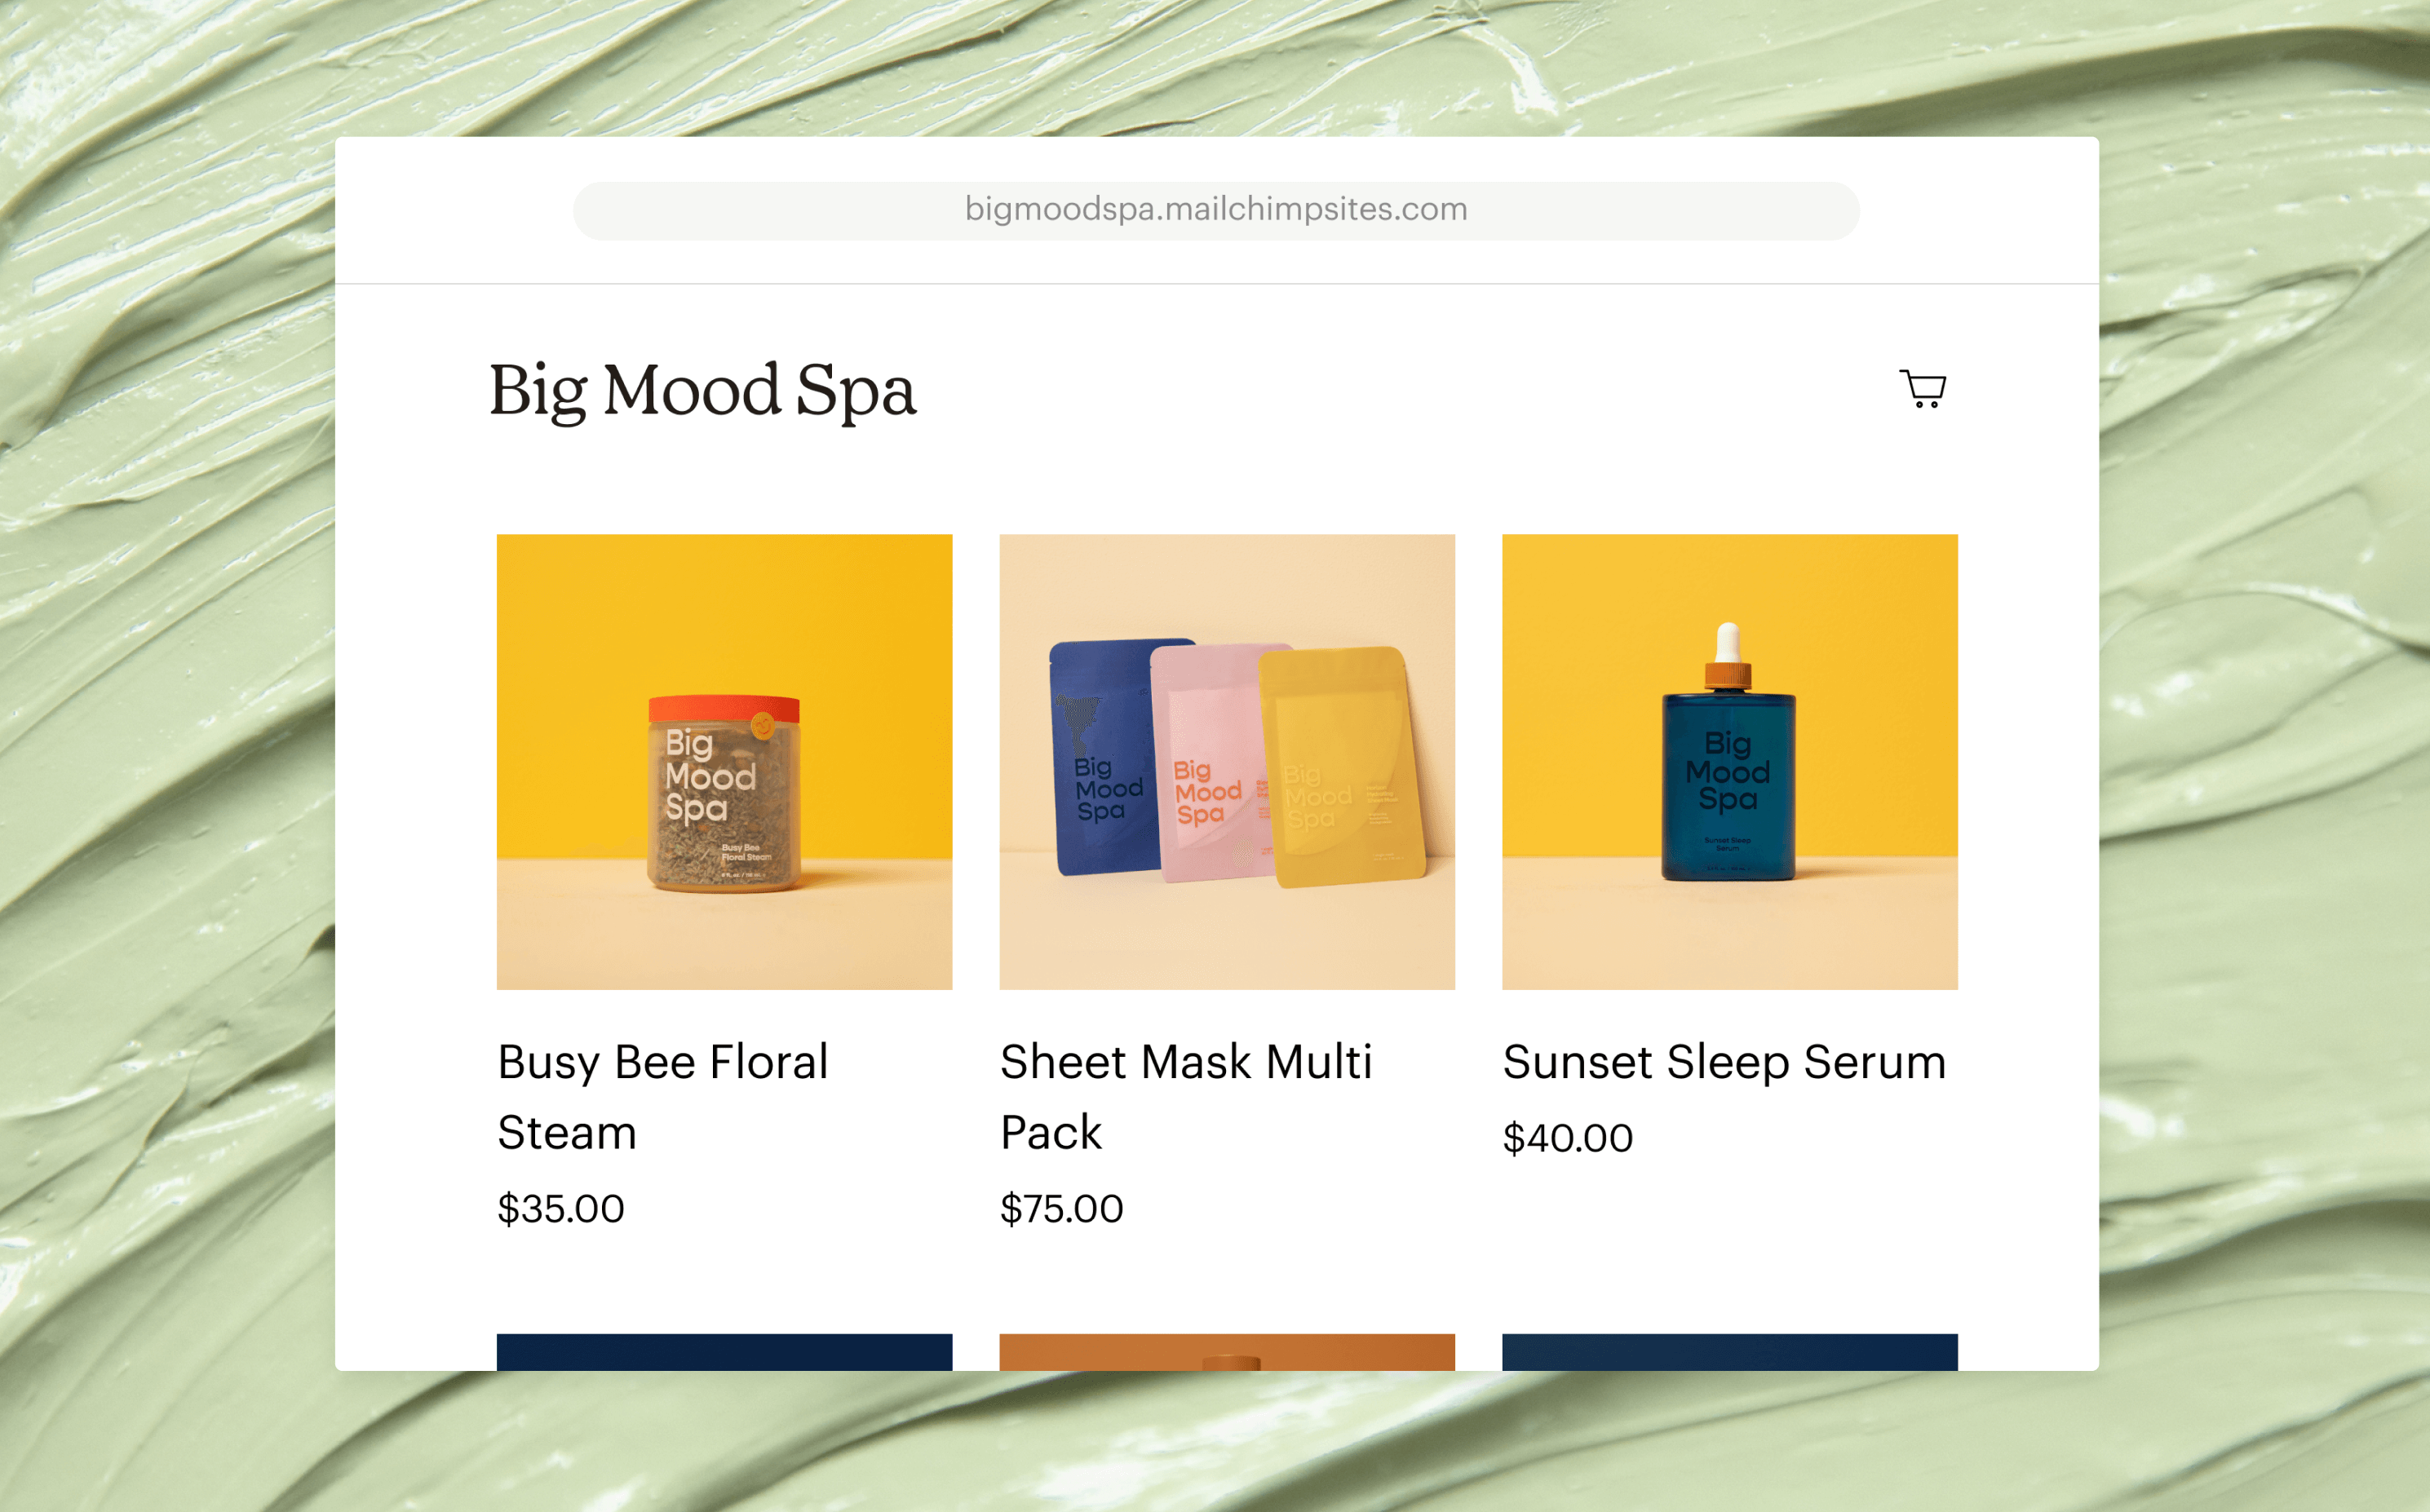 bigmoodspa.mailchimpsites.com
Big Mood Spa
Big
Mood
Spa
Busy Bee
Floral Steam
Big
Mood
Spa
Big
Mood
Spa
Big
Mood
Spa
Big
Mood
Spa
Sunset Sleep
Serum
Busy Bee Floral
Steam
$35.00
Sheet Mask Multi
Pack
$75.00
Sunset Sleep Serum
$40.00